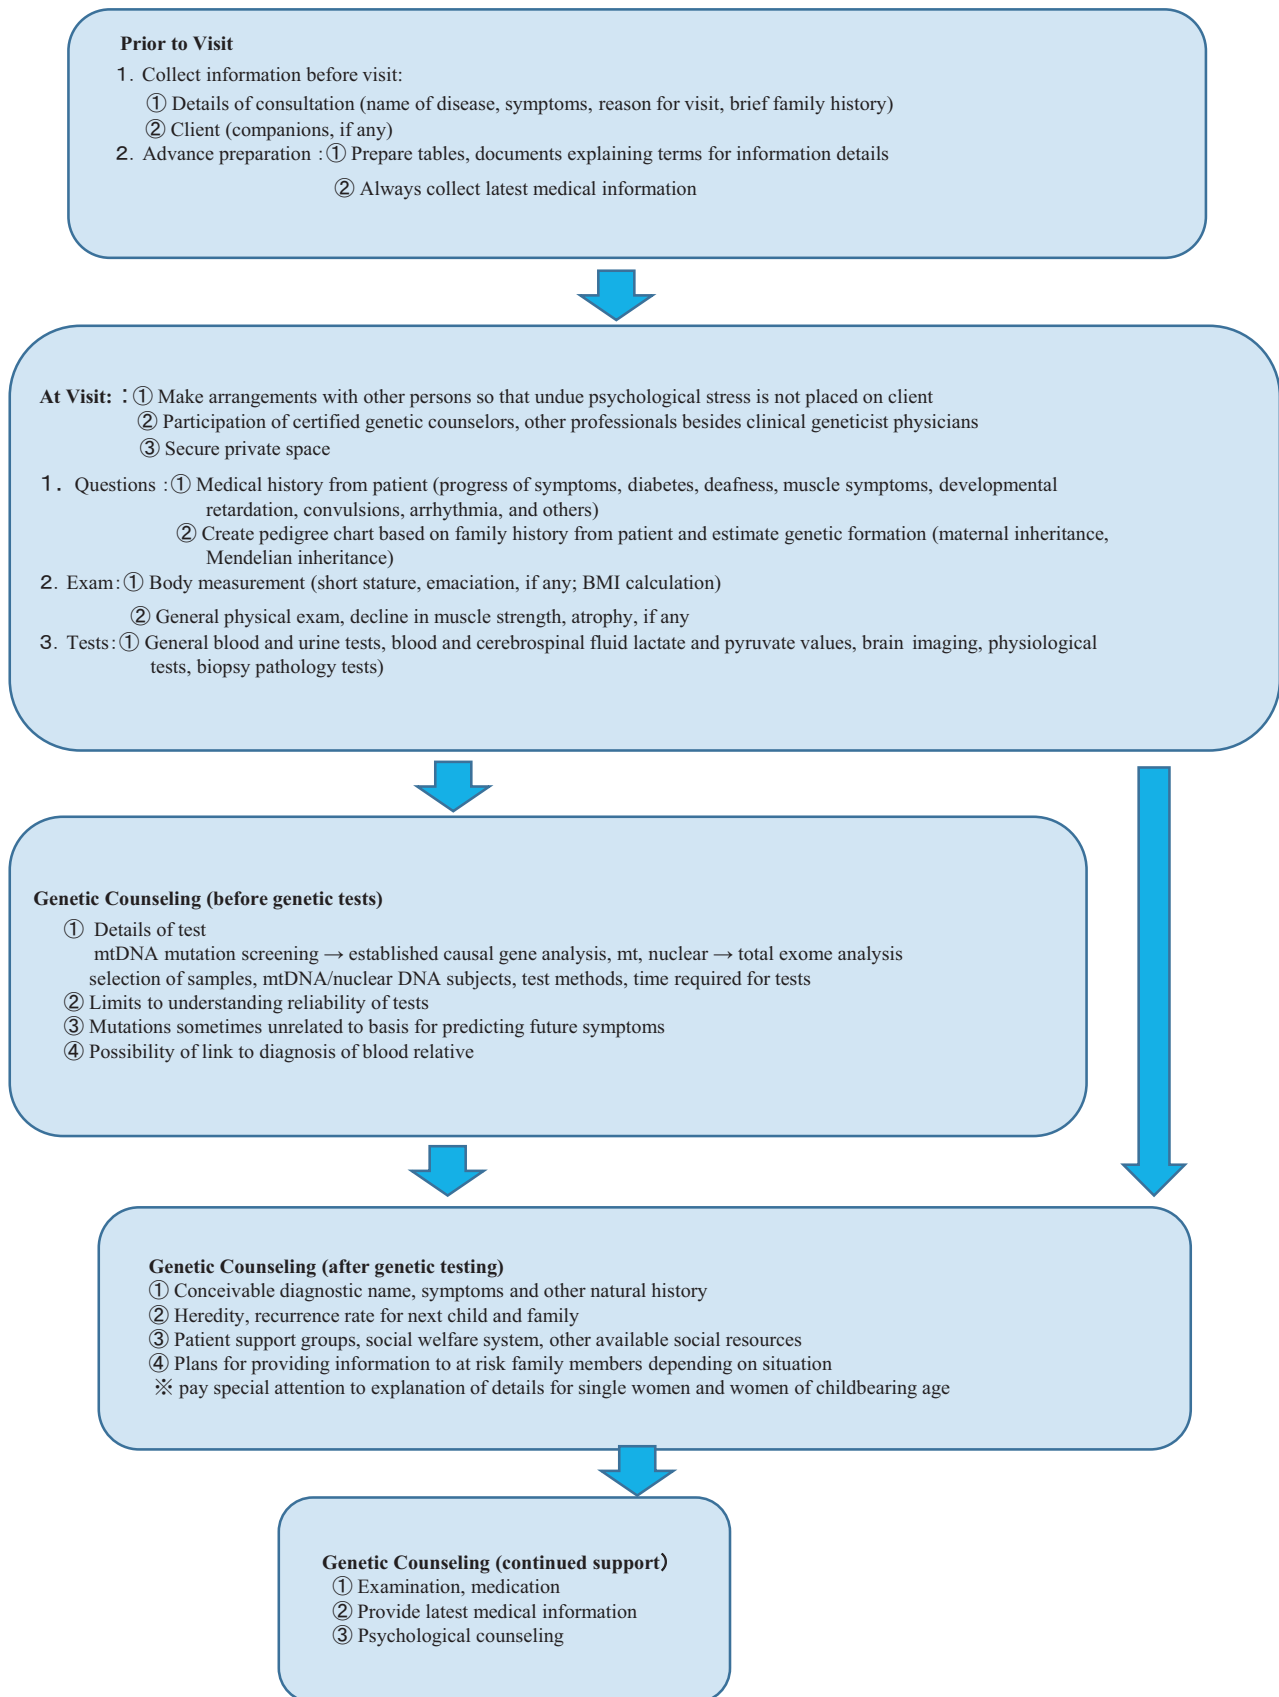 Prior to Visit
1. Collect information before visit:
① Details of consultation (name of disease, symptoms, reason for visit, brief family history)
② Client (companions, if any)
2. Advance preparation : ① Prepare tables, documents explaining terms for information details
② Always collect latest medical information
At Visit: : ① Make arrangements with other persons so that undue psychological stress is not placed on client
② Participation of certified genetic counselors, other professionals besides clinical geneticist physicians
③ Secure private space
1. Questions : ① Medical history from patient (progress of symptoms, diabetes, deafness, muscle symptoms, developmental
retardation, convulsions, arrhythmia, and others)
② Create pedigree chart based on family history from patient and estimate genetic formation (maternal inheritance,
Mendelian inheritance)
2. Exam: ① Body measurement (short stature, emaciation, if any; BMI calculation)
② General physical exam, decline in muscle strength, atrophy, if any
3. Tests: ① General blood and urine tests, blood and cerebrospinal fluid lactate and pyruvate values, brain imaging, physiological
tests, biopsy pathology tests)
Genetic Counseling (before genetic tests)
① Details of test
mtDNA mutation screening → established causal gene analysis, mt, nuclear → total exome analysis
selection of samples, mtDNA/nuclear DNA subjects, test methods, time required for tests
② Limits to understanding reliability of tests
③ Mutations sometimes unrelated to basis for predicting future symptoms
④ Possibility of link to diagnosis of blood relative
Genetic Counseling (after genetic testing)
① Conceivable diagnostic name, symptoms and other natural history
② Heredity, recurrence rate for next child and family
③ Patient support groups, social welfare system, other available social resources
④ Plans for providing information to at risk family members depending on situation
※ pay special attention to explanation of details for single women and women of childbearing age
Genetic Counseling (continued support)
① Examination, medication
② Provide latest medical information
③ Psychological counseling